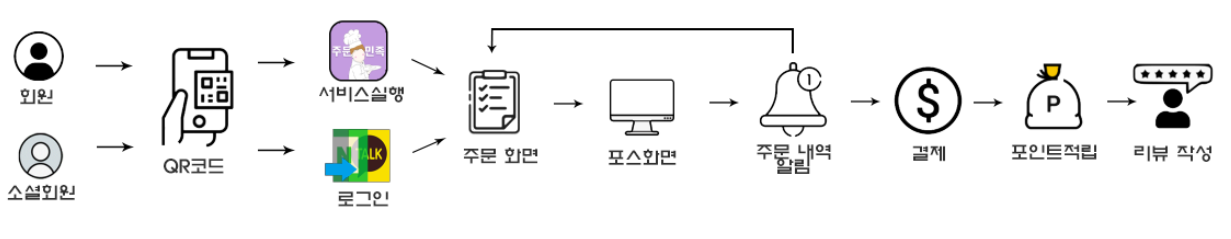 회원
소셜회원
QR코드
주문 민족
서비스실행
N TALK
로그인
주문 화면
포스화면
1
주문 내역
알림
$
결제
P
포인트적립
리뷰 작성